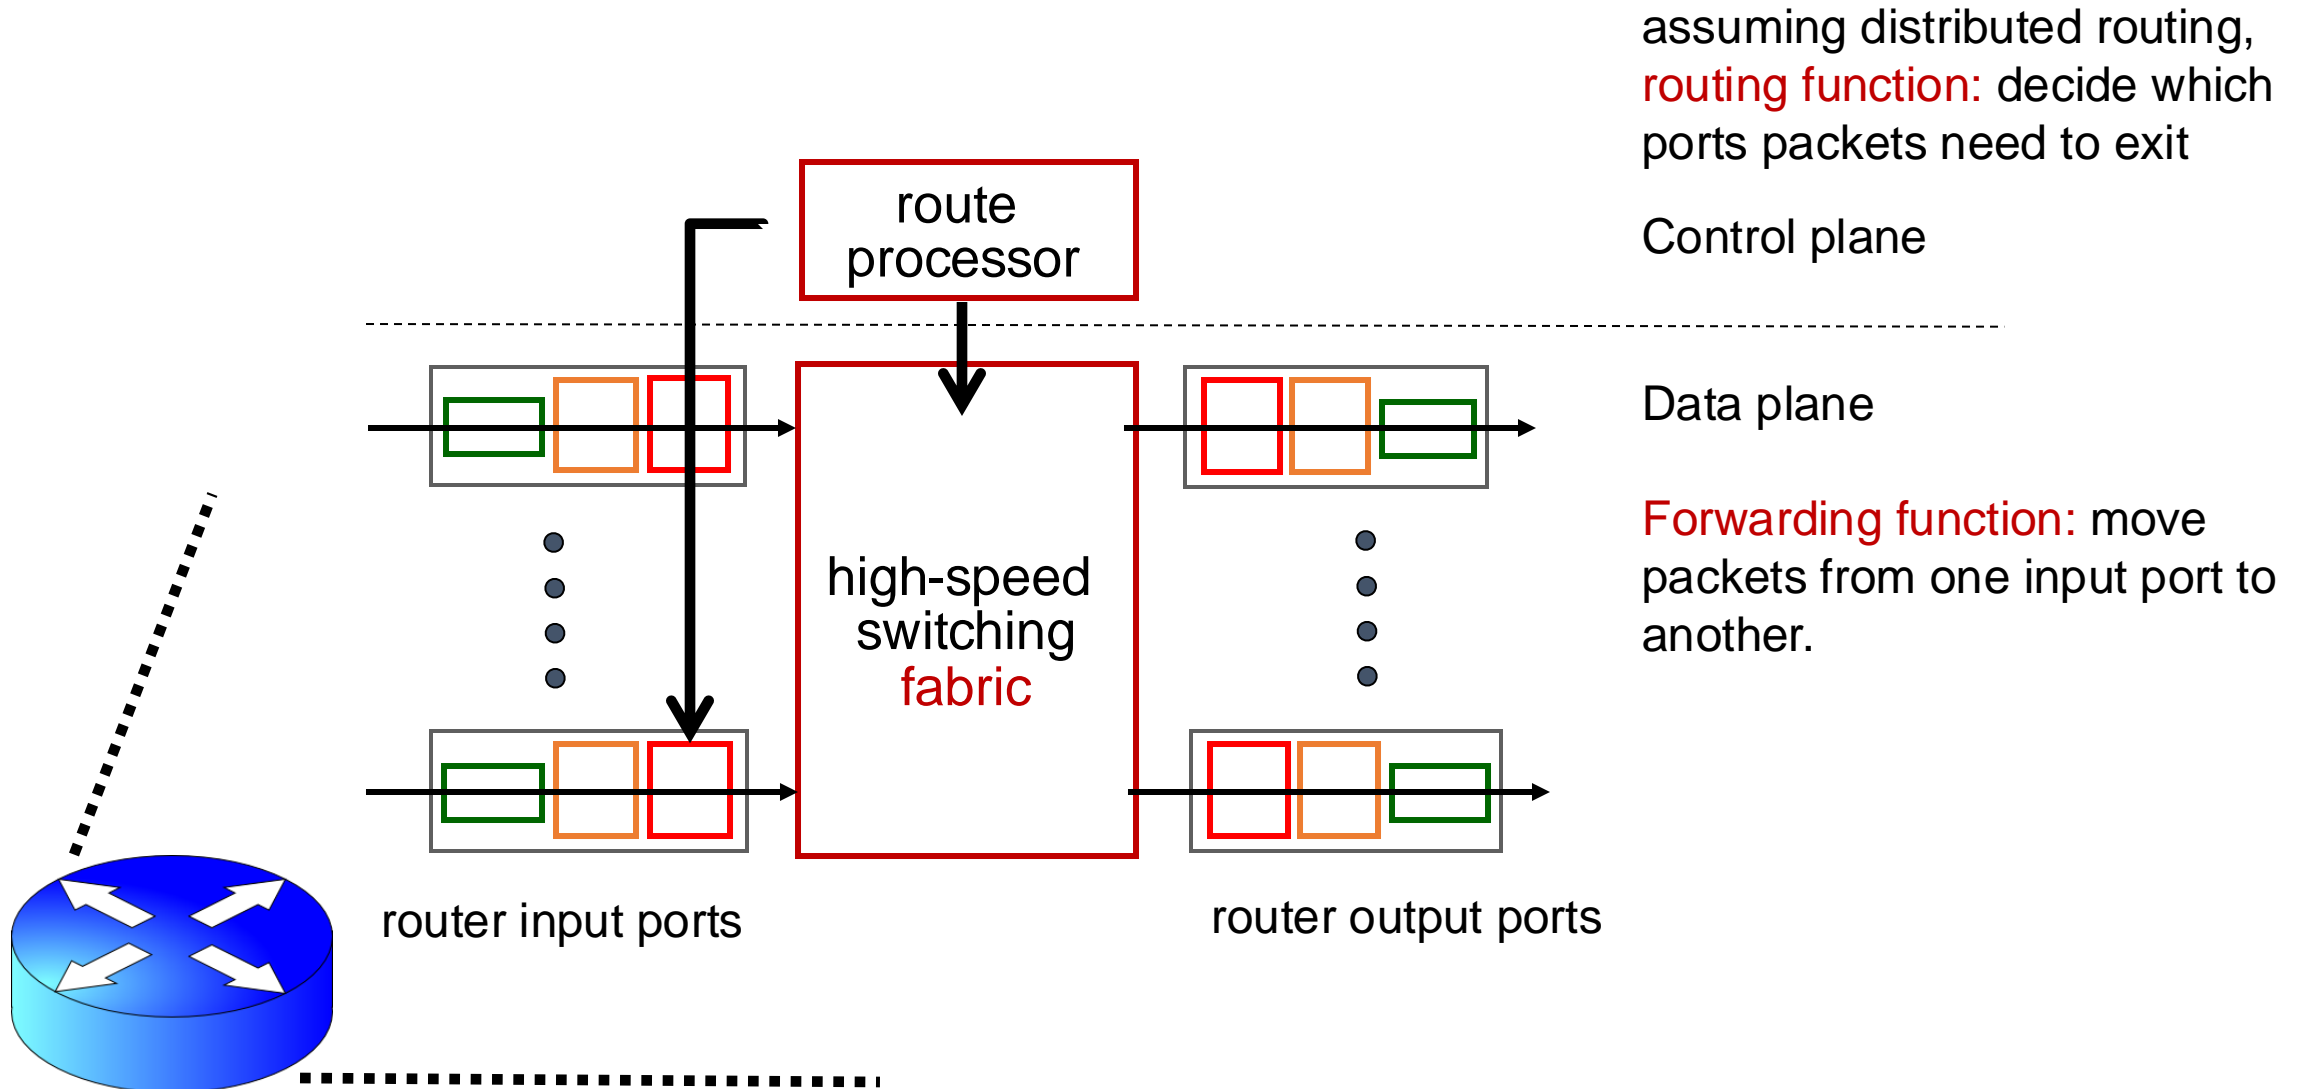 assuming distributed routing,
routing function: decide which
ports packets need to exit
route
processor
Control plane
Data plane
Forwarding function: move
packets from one input port to
another.
high-speed
switching
fabric
router input ports
router output ports